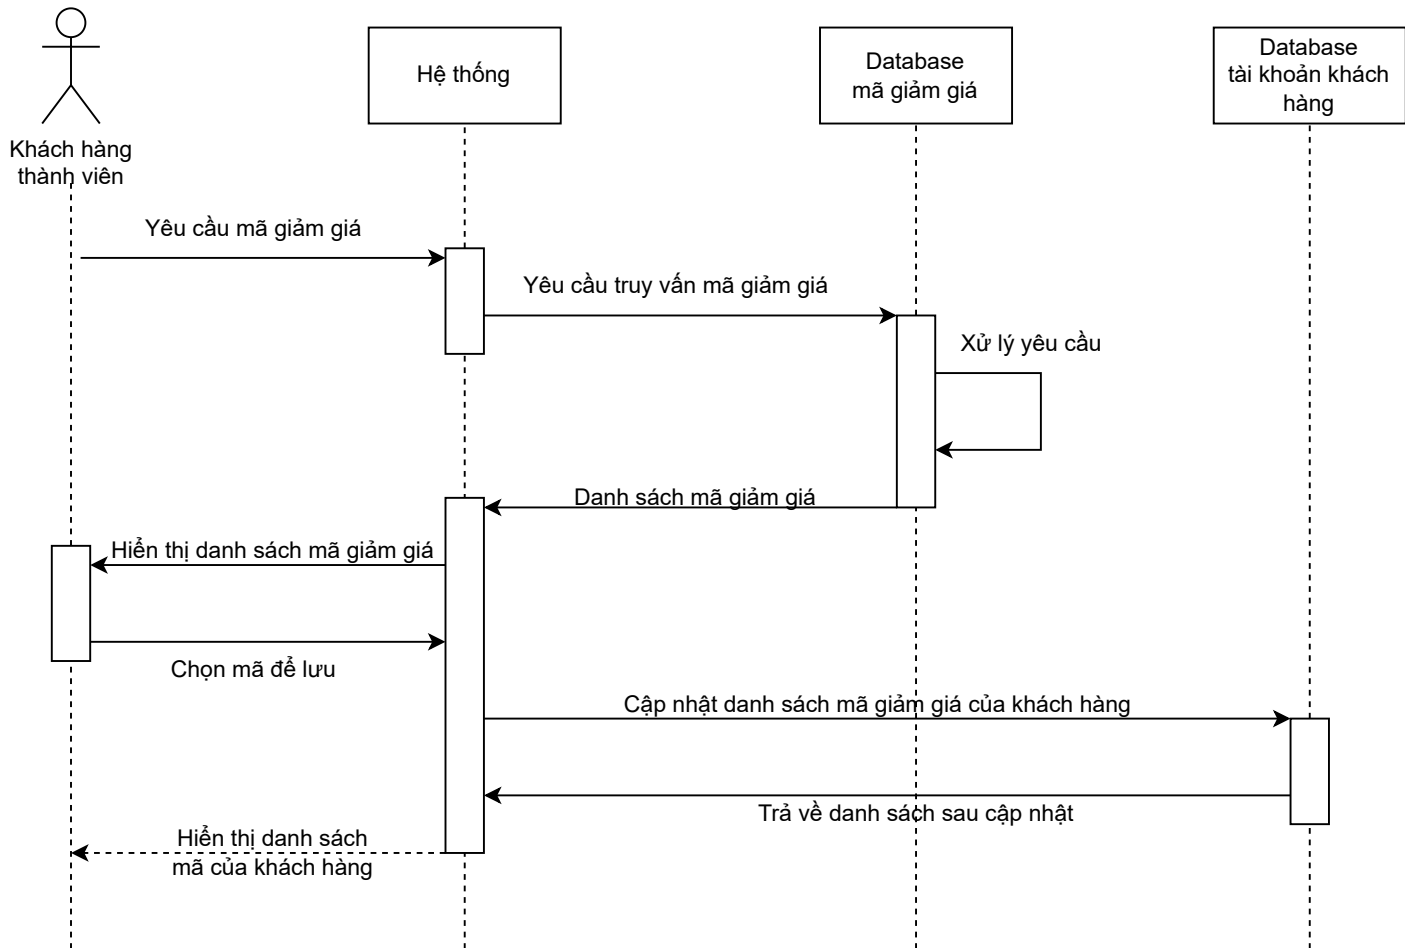 Khách hàng
thành viên
Hệ thống
Database
mã giảm giá
Database
tài khoản khách
hàng
Yêu cầu mã giảm giá
Yêu cầu truy vấn mã giảm giá
Xử lý yêu cầu
Danh sách mã giảm giá
Hiển thị danh sách mã giảm giá
Chọn mã để lưu
Cập nhật danh sách mã giảm giá của khách hàng
Trả về danh sách sau cập nhật
Hiển thị danh sách
mã của khách hàng